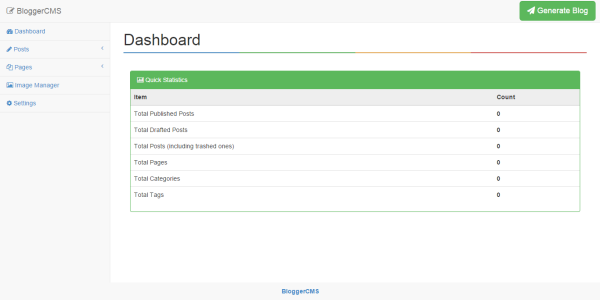 BloggerCMS
Generate Blog
Dashboard
Posts
Pages
Image Manager
Settings
Dashboard
Quick Statistics
Item Count
Total Published Posts 0
Total Drafted Posts 0
Total Posts (including trashed ones) 0
Total Pages 0
Total Categories 0
Total Tags 0
BloggerCMS